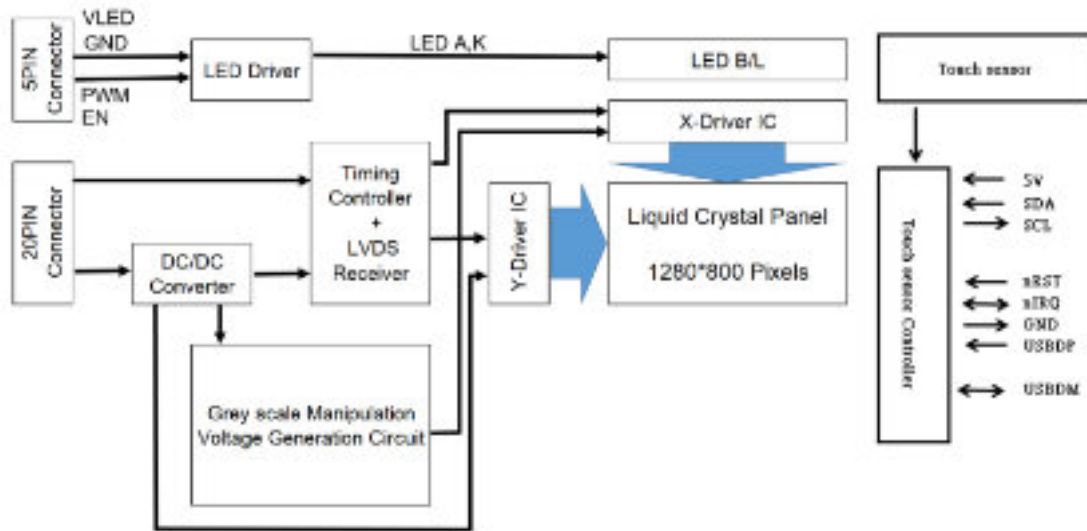 VLED
GND
5PIN
Connector
PWM
EN
LED Driver
LED A,K
LED B/L
X-Driver IC
20PIN
Connector
Timing
Controller
+
LVDS
Receiver
DC/DC
Converter
Y-Driver IC
Liquid Crystal Panel
1280*800 Pixels
Grey scale Manipulation
Voltage Generation Circuit
Touch sensor
Touch sensor Controller
5V
SDA
SCL
nRST
nIRQ
GND
USBDP
USBDM